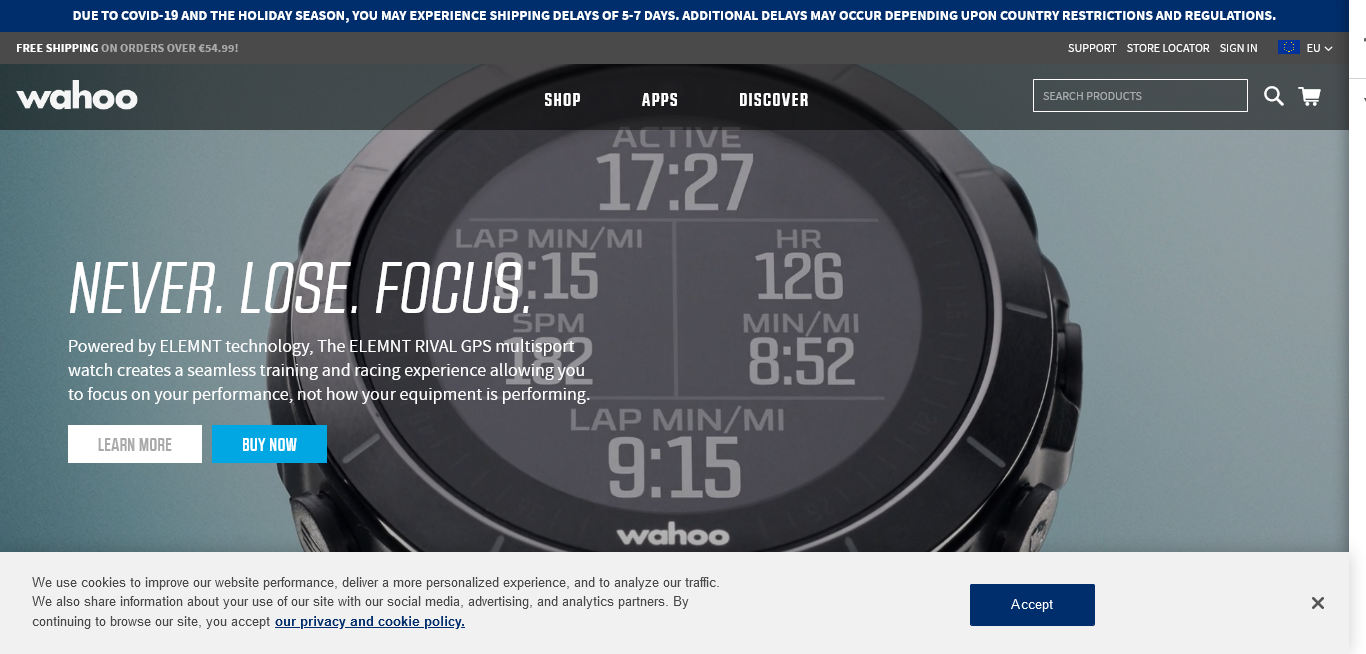 DUE TO COVID-19 AND THE HOLIDAY SEASON, YOU MAY EXPERIENCE SHIPPING DELAYS OF 5-7 DAYS. ADDITIONAL DELAYS MAY OCCUR DEPENDING UPON COUNTRY RESTRICTIONS AND REGULATIONS.
FREE SHIPPING ON ORDERS OVER €54.99!
SUPPORT STORE LOCATOR SIGN IN EU
wahoo
SHOP APPS DISCOVER
SEARCH PRODUCTS
ACTIVE
17:27
LAP MIN/MI HR
9:15 126
NEVER. LOSE. FOCUS.
SPM MIN/MI
182 8:52
Powered by ELEMNT technology, The ELEMNT RIVAL GPS multisport
watch creates a seamless training and racing experience allowing you
to focus on your performance, not how your equipment is performing.
LAP MIN/MI
9:15
LEARN MORE BUY NOW
wahoo
We use cookies to improve our website performance, deliver a more personalized experience, and to analyze our traffic.
We also share information about your use of our site with our social media, advertising, and analytics partners. By
continuing to browse our site, you accept our privacy and cookie policy.
Accept